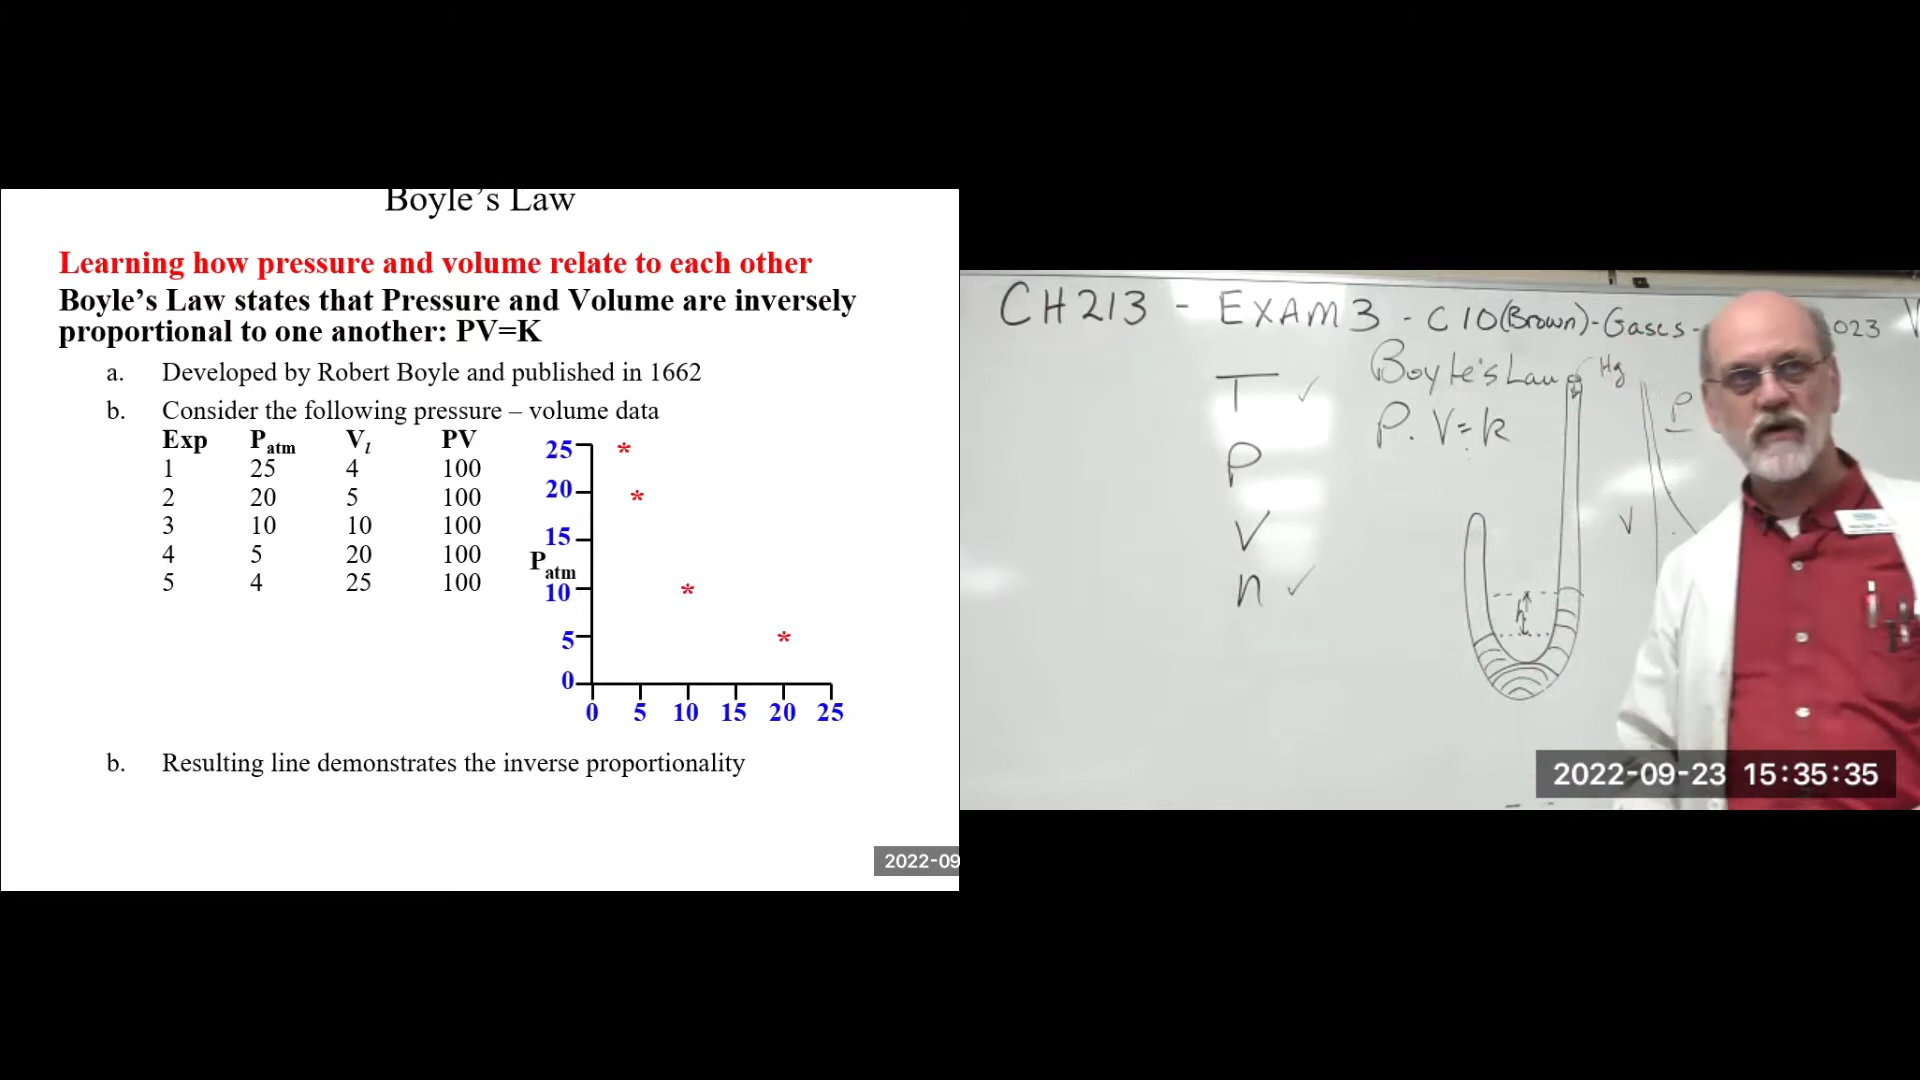 Boyle's Law
Learning how pressure and volume relate to each other
Boyle's Law states that Pressure and Volume are inversely
proportional to one another: PV=K
a. Developed by Robert Boyle and published in 1662
b. Consider the following pressure – volume data
Exp Patm Vl PV
1 25 4 100
2 20 5 100
3 10 10 100
4 5 20 100
5 4 25 100
25
20
15
Patm
10
5
0
0 5 10 15 20 25
b. Resulting line demonstrates the inverse proportionality
2022-09
CH213 - EXAM 3 - C10(Brown)-Gases-
023
Boyle's Law
Hg
T ✓
P
P. V = k
P
V
V
n ✓
h
2022-09-23 15:35:35